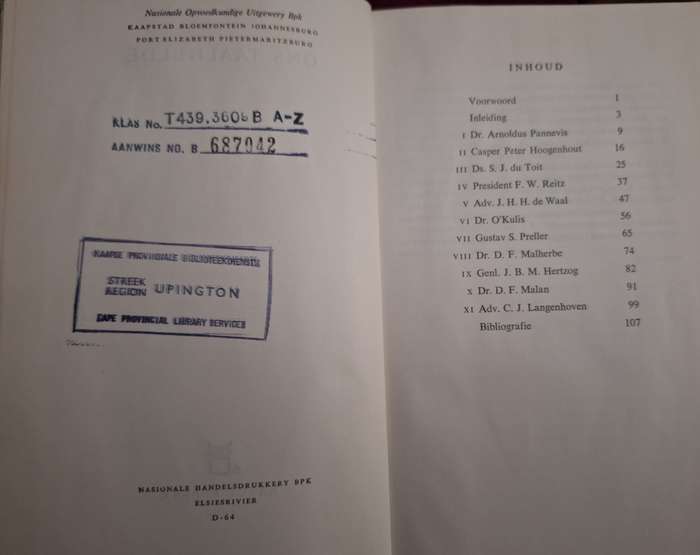 Nasionale Opvoedkundige Uitgewery Bpk
KAAPSTAD BLOEMFONTEIN JOHANNESBURG
PORT ELIZABETH PIETERMARITZBURG
KLAS No. T439.3606 B A-Z
AANWINS NO. B 687042
KAAPSE PROVINSIALE BIBLIOTEEKDIENSTE
STREEK
REGION UPINGTON
CAPE PROVINCIAL LIBRARY SERVICES
NASIONALE HANDELSDRUKKERY BPK
ELSIESRIVIER
D-64
INHOUD
Voorwoord 1
Inleiding 3
I Dr. Arnoldus Pannevis 9
II Casper Peter Hoogenhout 16
III Ds. S. J. du Toit 25
IV President F. W. Reitz 37
V Adv. J. H. H. de Waal 47
VI Dr. O'Kulis 56
VII Gustav S. Preller 65
VIII Dr. D. F. Malherbe 74
IX Genl. J. B. M. Hertzog 82
X Dr. D. F. Malan 91
XI Adv. C. J. Langenhoven 99
Bibliografie 107